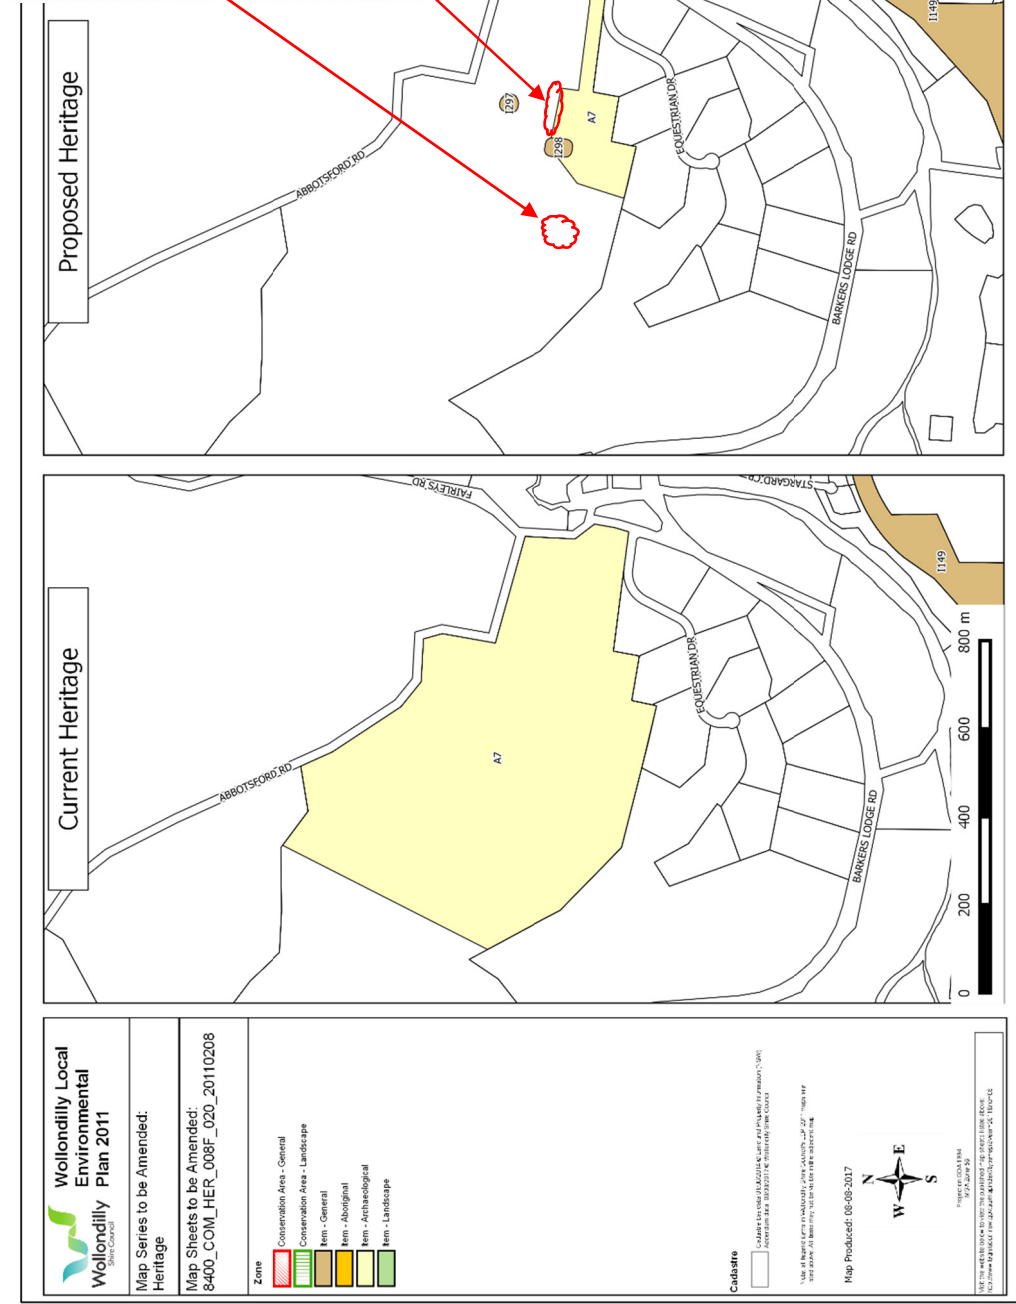 Wollondilly
Shire Council
Wollondilly Local
Environmental
Plan 2011
Map Series to be Amended:
Heritage
Map Sheets to be Amended:
8400_COM_HER_008F_020_20110208
Zone
Conservation Area - General
Conservation Area - Landscape
Item - General
Item - Aboriginal
Item - Archaeological
Item - Landscape
Cadastre
Map Produced: 08-08-2017
N
W
E
S
Current Heritage
ABBOTSFORD RD
FAIRLEYS RD
A7
EQUESTRIAN DR
BARKERS LODGE RD
STARGARD CR
I149
0
200
400
600
800 m
Proposed Heritage
ABBOTSFORD RD
I297
I298
A7
EQUESTRIAN DR
BARKERS LODGE RD
I149